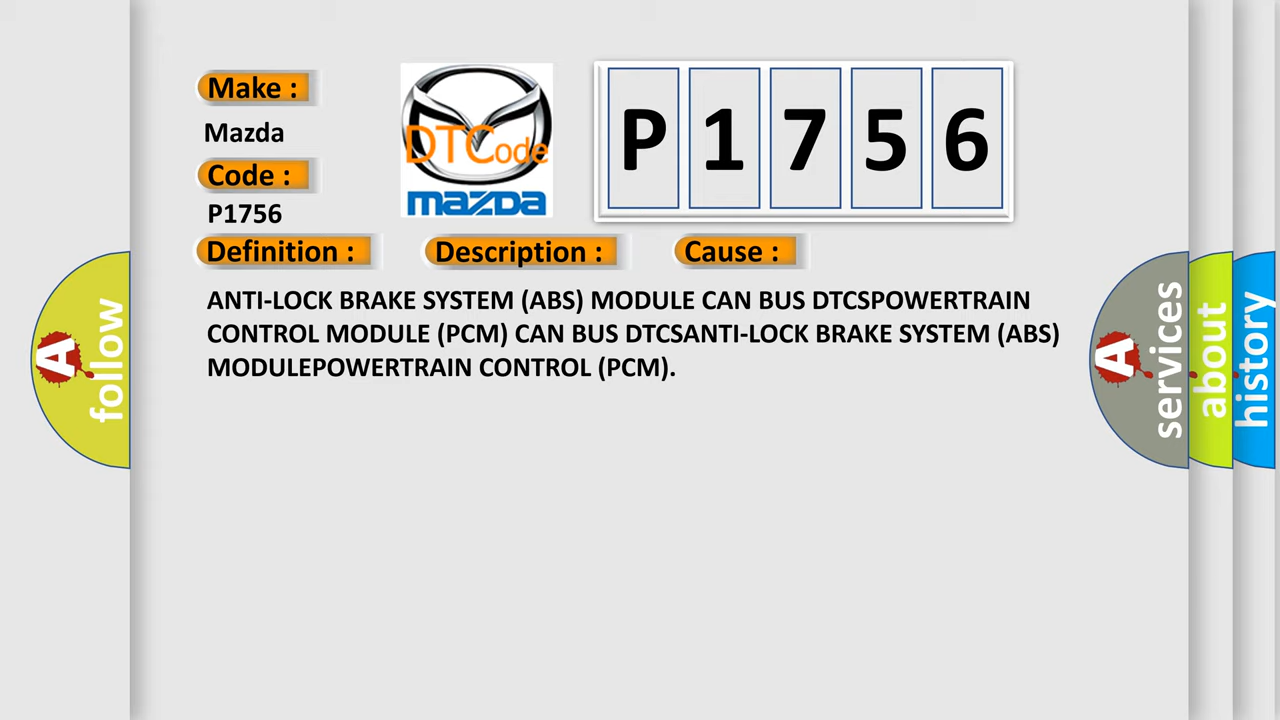 Make :
Mazda
Code :
P1756
DTCode
mazda
P 1 7 5 6
Definition :
Description :
Cause :
ANTI-LOCK BRAKE SYSTEM (ABS) MODULE CAN BUS DTCSPOWERTRAIN
CONTROL MODULE (PCM) CAN BUS DTCSANTI-LOCK BRAKE SYSTEM (ABS)
MODULEPOWERTRAIN CONTROL (PCM).
A
follow
A
services
about
history